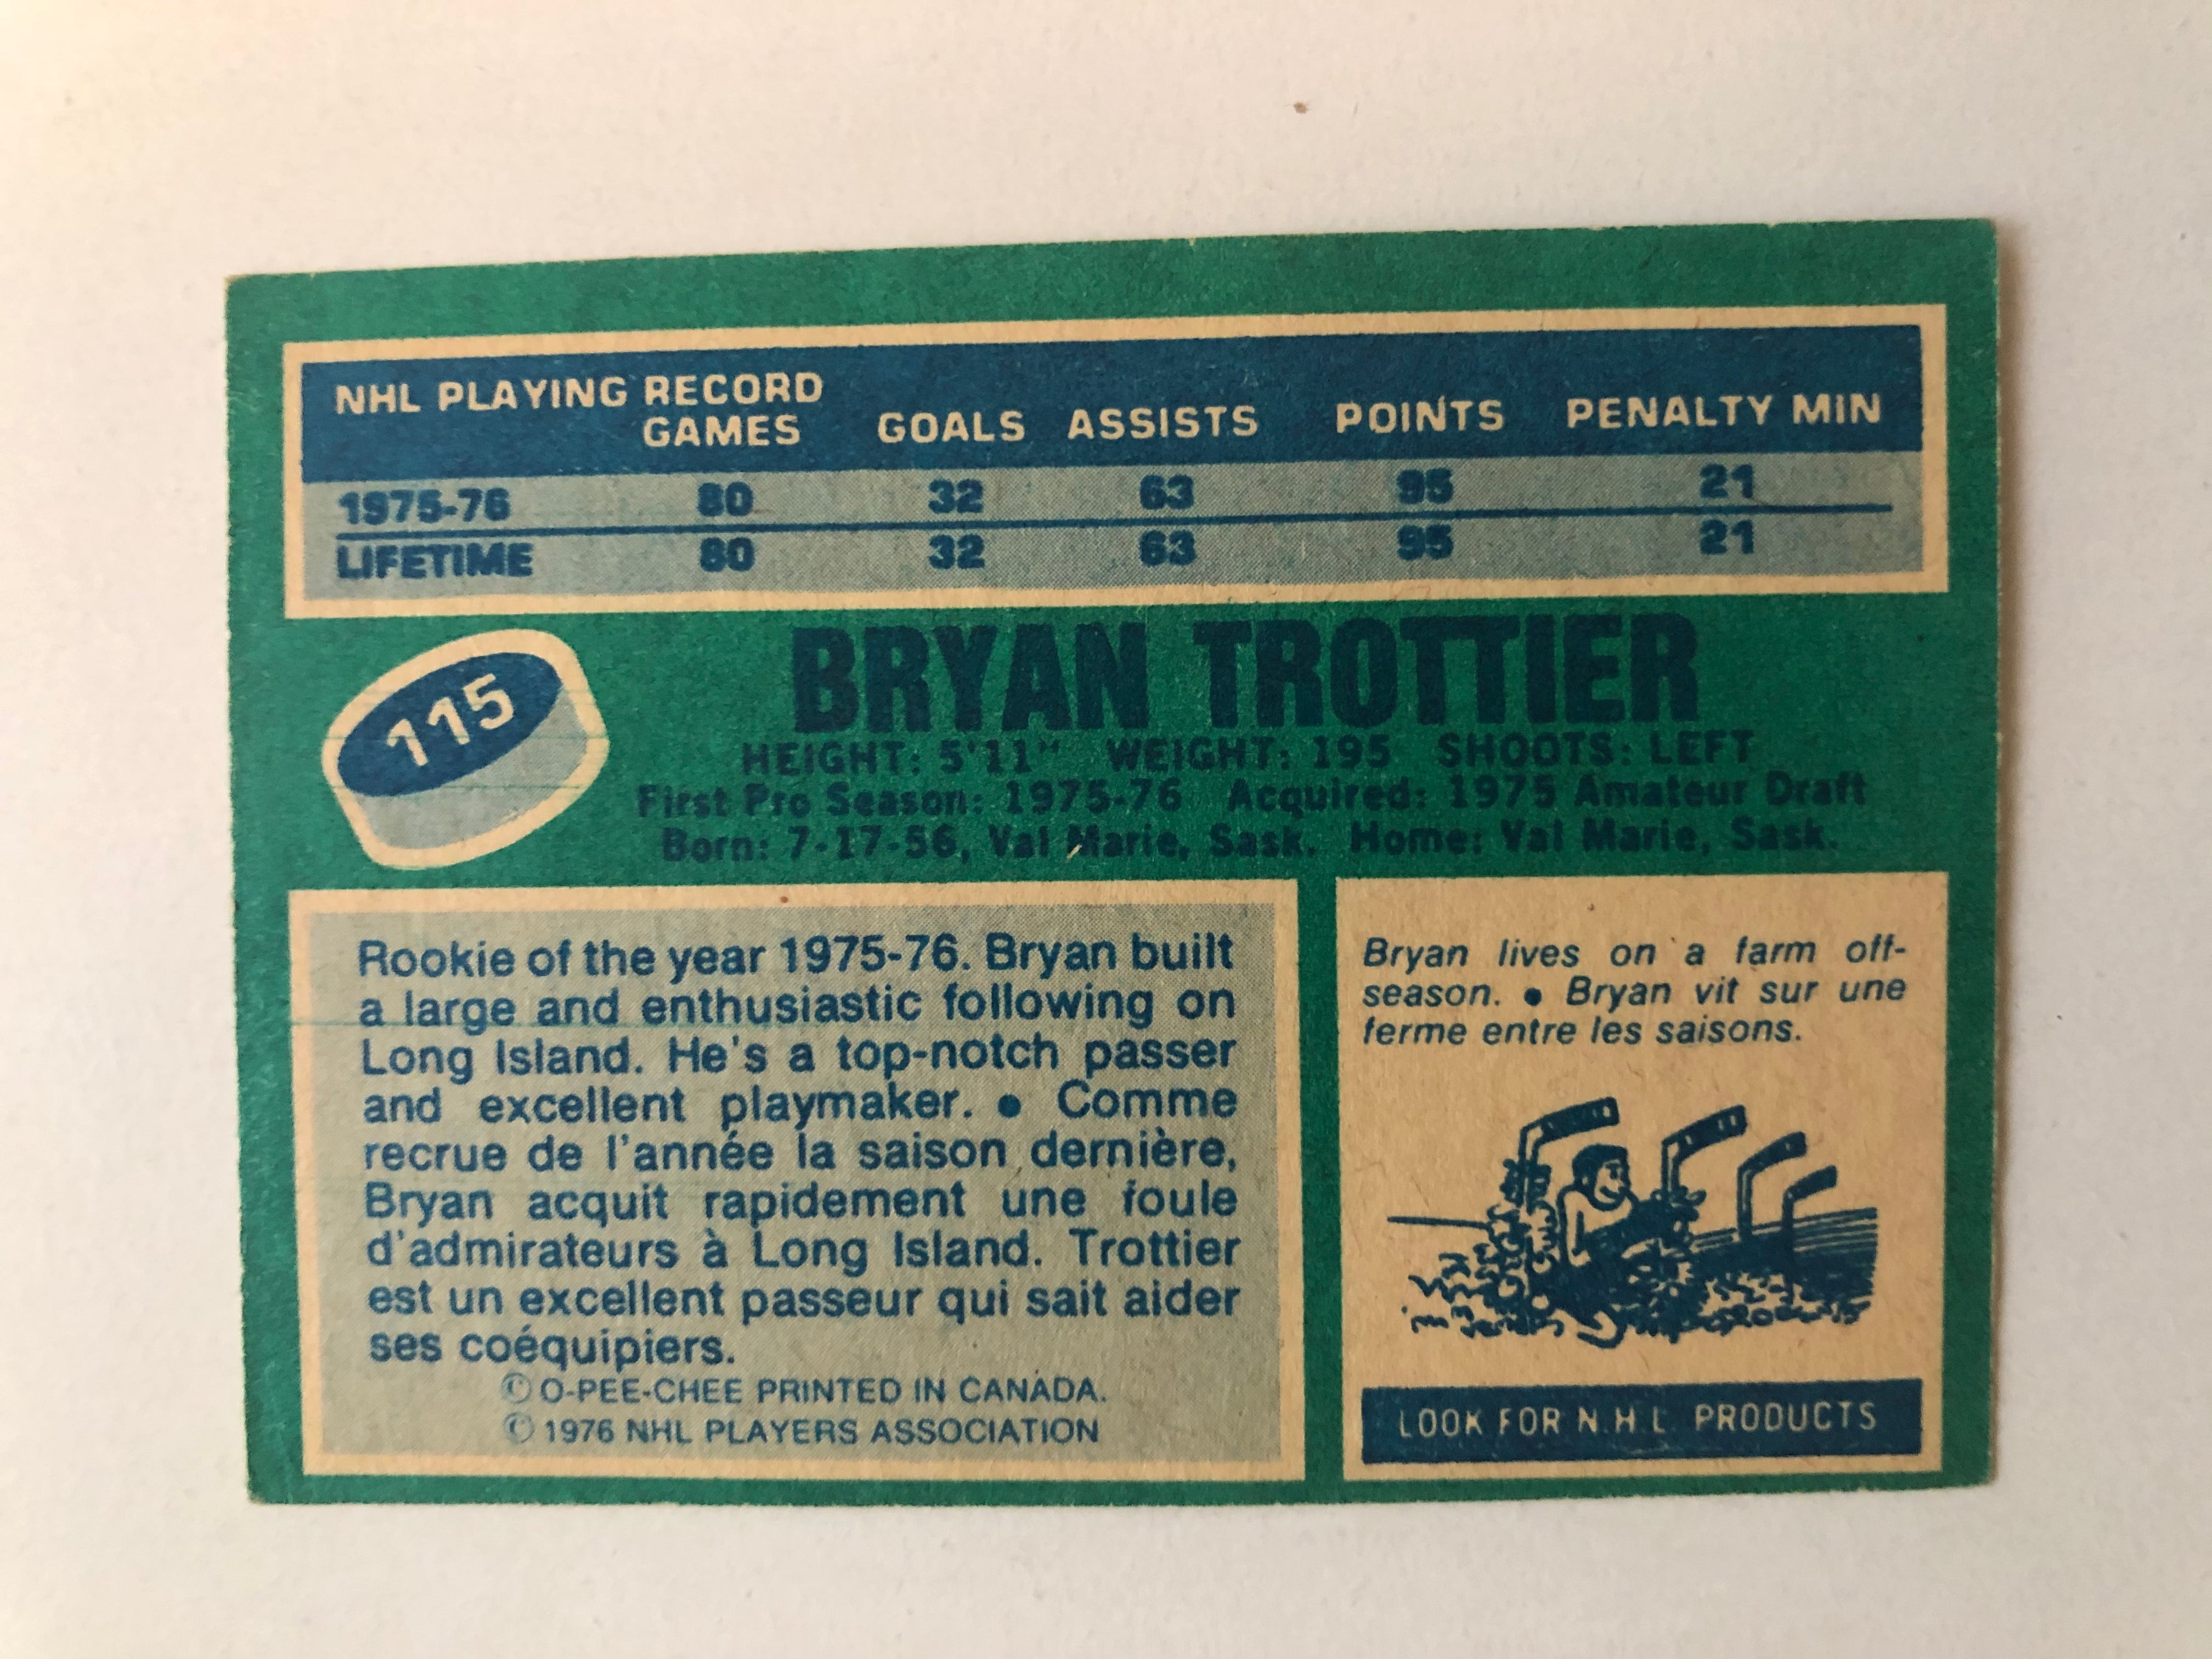 NHL PLAYING RECORD
GAMES GOALS ASSISTS POINTS PENALTY MIN
1975-76 80 32 63 95 21
LIFETIME 80 32 63 95 21
115
BRYAN TROTTIER
HEIGHT: 5'11" WEIGHT: 195 SHOOTS: LEFT
First Pro Season: 1975-76 Acquired: 1975 Amateur Draft
Born: 7-17-56, Val Marie, Sask. Home: Val Marie, Sask.
Rookie of the year 1975-76. Bryan built
a large and enthusiastic following on
Long Island. He's a top-notch passer
and excellent playmaker. ● Comme
recrue de l'année la saison dernière,
Bryan acquit rapidement une foule
d'admirateurs à Long Island. Trottier
est un excellent passeur qui sait aider
ses coéquipiers.
© O-PEE-CHEE PRINTED IN CANADA.
© 1976 NHL PLAYERS ASSOCIATION
Bryan lives on a farm off-
season. ● Bryan vit sur une
ferme entre les saisons.
LOOK FOR N.H.L. PRODUCTS